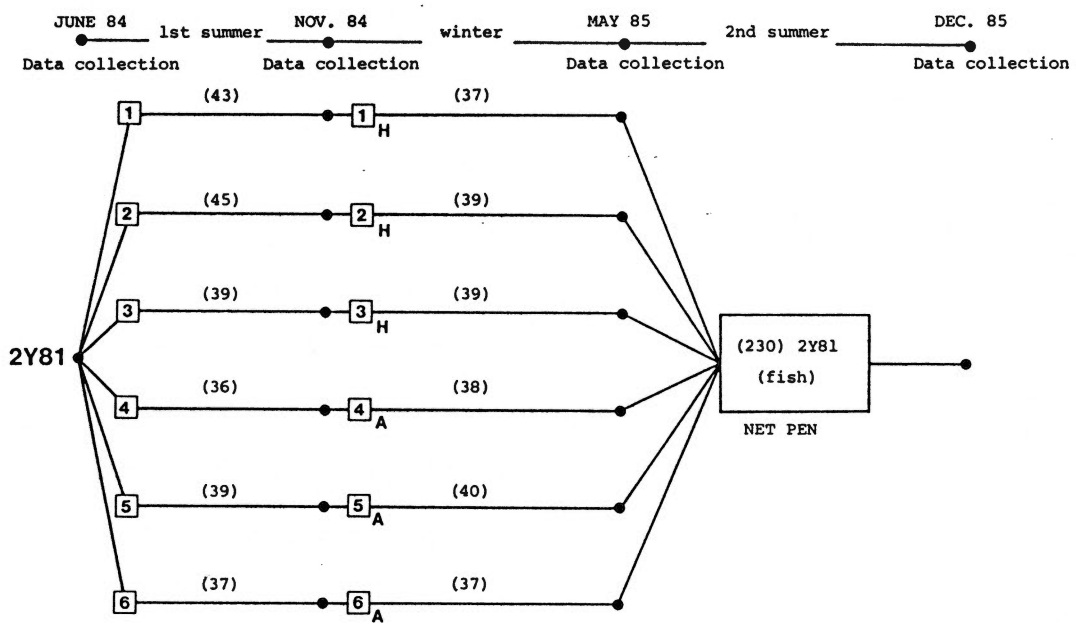 JUNE 84 1st summer NOV. 84 winter MAY 85 2nd summer DEC. 85
Data collection Data collection Data collection Data collection
(43) (37)
1 1 H
(45) (39)
2 2 H
(39) (39)
3 3 H
2Y81
(230) 2Y81
(fish)
NET PEN
(36) (38)
4 4 A
(39) (40)
5 5 A
(37) (37)
6 6 A